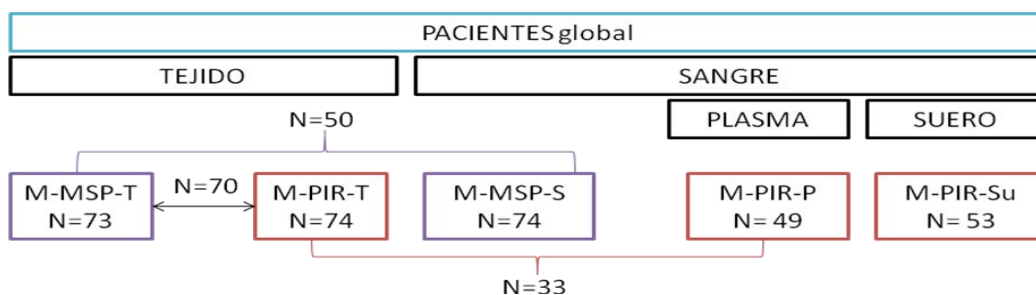 PACIENTES global
TEJIDO
SANGRE
N=50
PLASMA
SUERO
M-MSP-T
N=73
N=70
M-PIR-T
N=74
M-MSP-S
N=74
M-PIR-P
N= 49
M-PIR-Su
N= 53
N=33